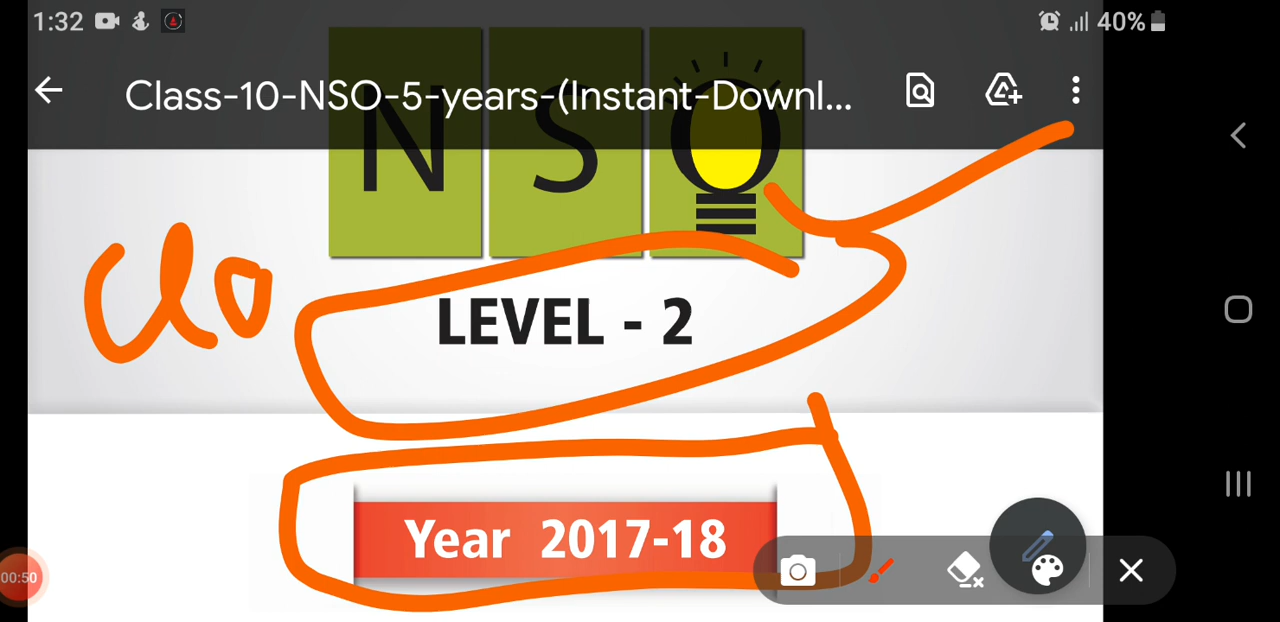 1:32 40%
Class-10-NSO-5-years-(Instant-Downl...
NSO
LEVEL - 2
Year 2017-18
00:50